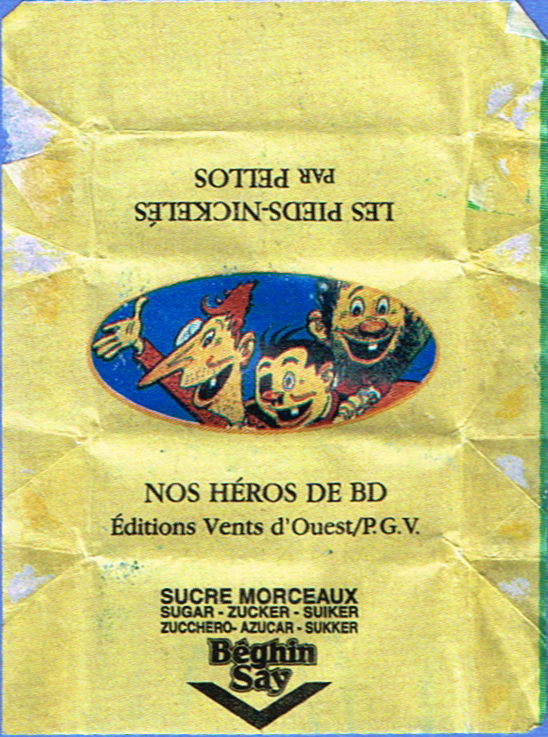 LES PIEDS-NICKELÉS
PAR PELLOS
NOS HÉROS DE BD
Éditions Vents d'Ouest/P.G.V.
SUCRE MORCEAUX
SUGAR - ZUCKER - SUIKER
ZUCCHERO- AZUCAR - SUKKER
Béghin
Say